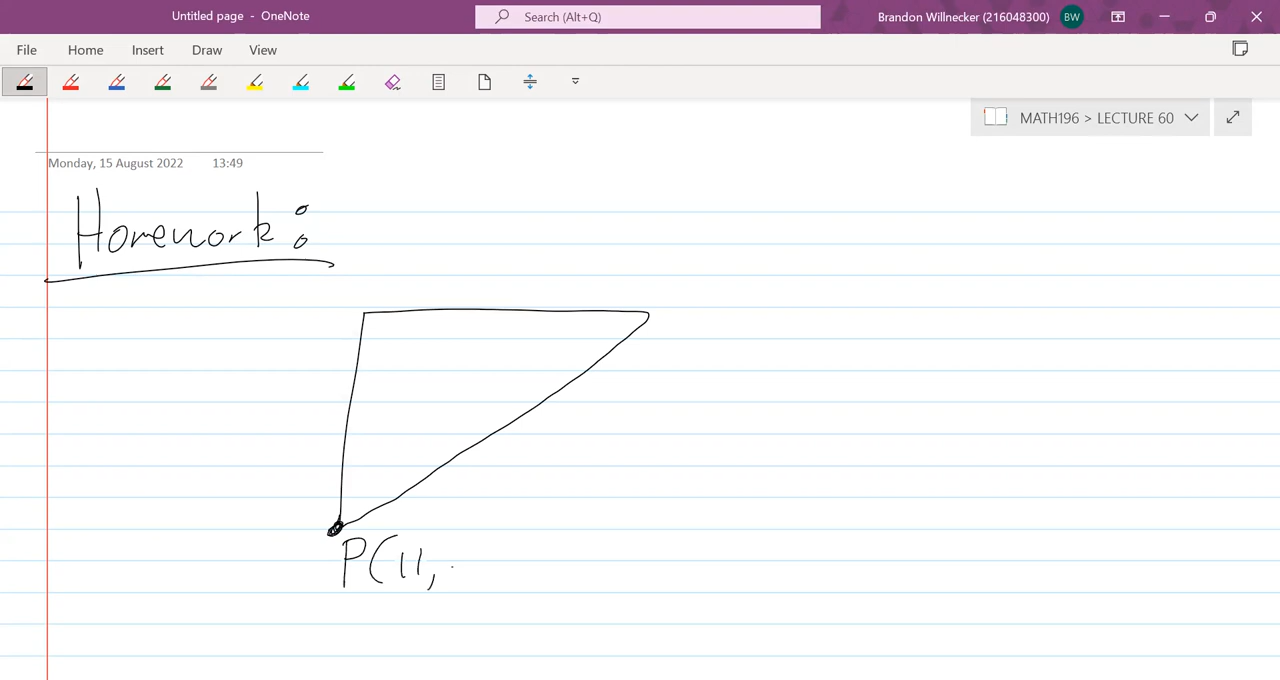 Untitled page - OneNote
Search (Alt+Q)
Brandon Willnecker (216048300)
BW
File Home Insert Draw View
MATH196 > LECTURE 60
Monday, 15 August 2022 13:49
Homework:
P(11,